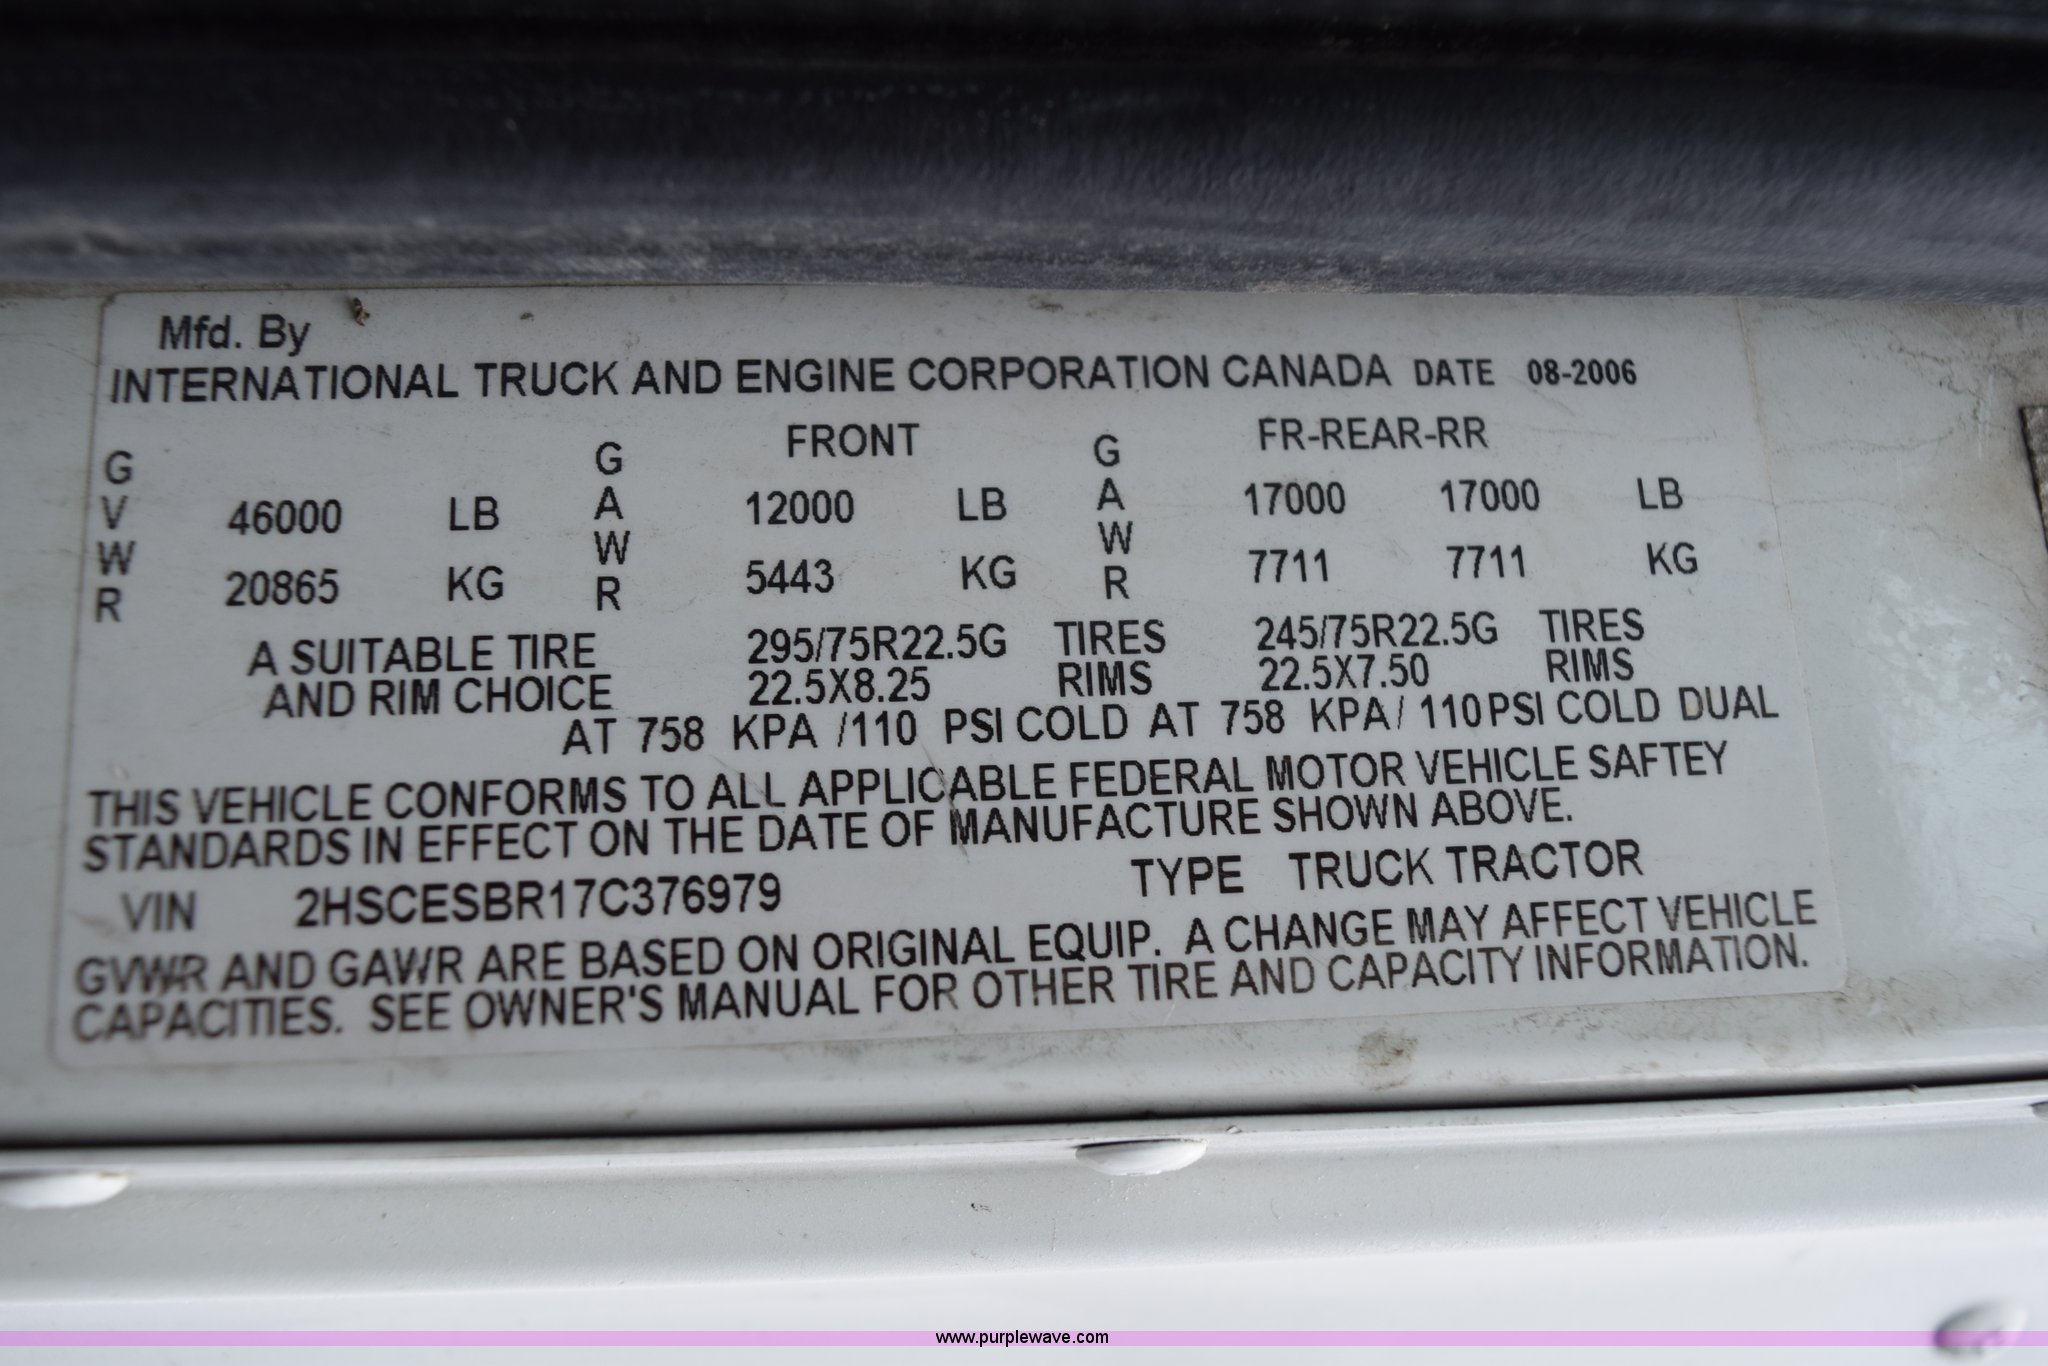 Mfd. By
INTERNATIONAL TRUCK AND ENGINE CORPORATION CANADA DATE 08-2006
GVWR GAWR FRONT GAWR FR-REAR-RR
46000 LB 12000 LB 17000 17000 LB
20865 KG 5443 KG 7711 7711 KG
A SUITABLE TIRE 295/75R22.5G TIRES 245/75R22.5G TIRES
AND RIM CHOICE 22.5X8.25 RIMS 22.5X7.50 RIMS
AT 758 KPA /110 PSI COLD AT 758 KPA/ 110PSI COLD DUAL
THIS VEHICLE CONFORMS TO ALL APPLICABLE FEDERAL MOTOR VEHICLE SAFTEY
STANDARDS IN EFFECT ON THE DATE OF MANUFACTURE SHOWN ABOVE.
VIN 2HSCESBR17C376979 TYPE TRUCK TRACTOR
GVWR AND GAWR ARE BASED ON ORIGINAL EQUIP. A CHANGE MAY AFFECT VEHICLE
CAPACITIES. SEE OWNER'S MANUAL FOR OTHER TIRE AND CAPACITY INFORMATION.
www.purplewave.com